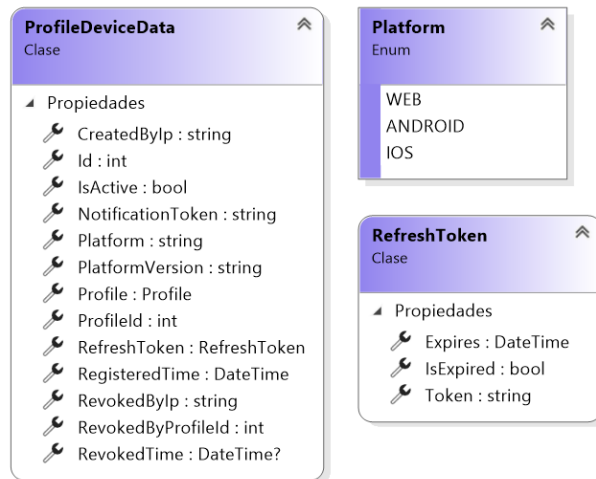 ProfileDeviceData
Clase
Propiedades
CreatedByIp : string
Id : int
IsActive : bool
NotificationToken : string
Platform : string
PlatformVersion : string
Profile : Profile
ProfileId : int
RefreshToken : RefreshToken
RegisteredTime : DateTime
RevokedByIp : string
RevokedByProfileId : int
RevokedTime : DateTime?
Platform
Enum
WEB
ANDROID
IOS
RefreshToken
Clase
Propiedades
Expires : DateTime
IsExpired : bool
Token : string